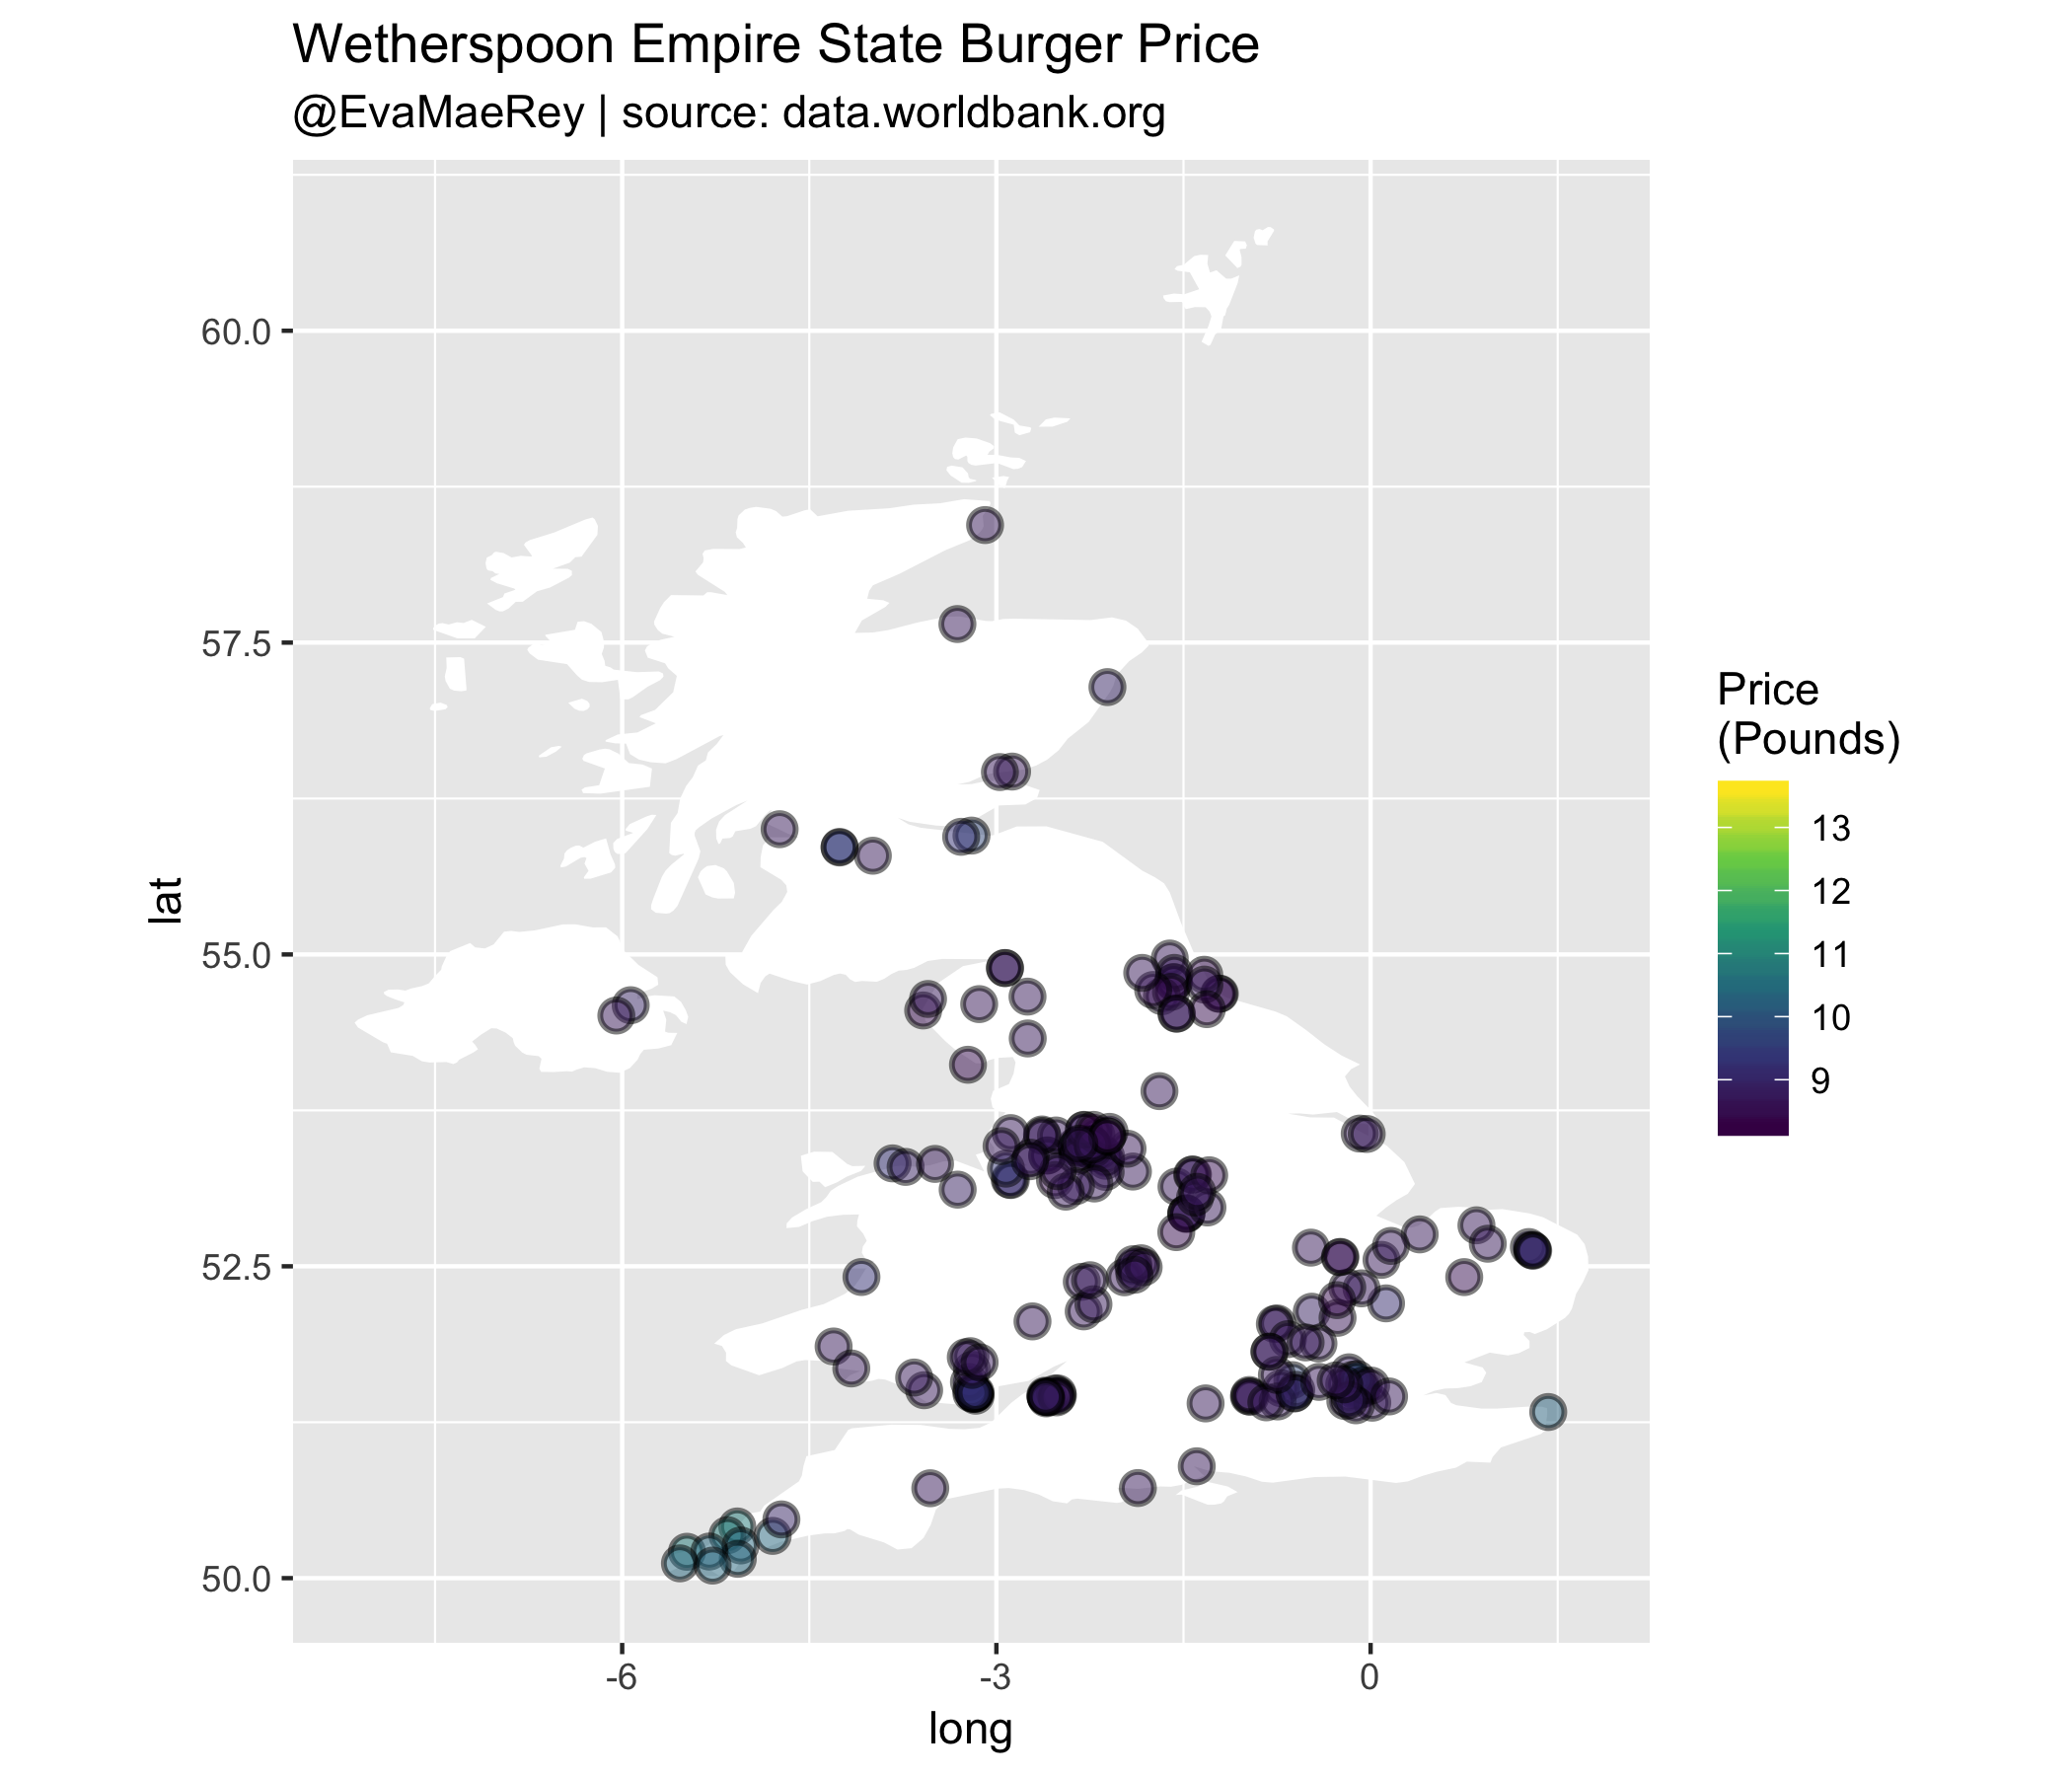 Wetherspoon Empire State Burger Price
@EvaMaeRey | source: data.worldbank.org
60.0
57.5
55.0
52.5
50.0
lat
-6
-3
0
long
Price
(Pounds)
13
12
11
10
9